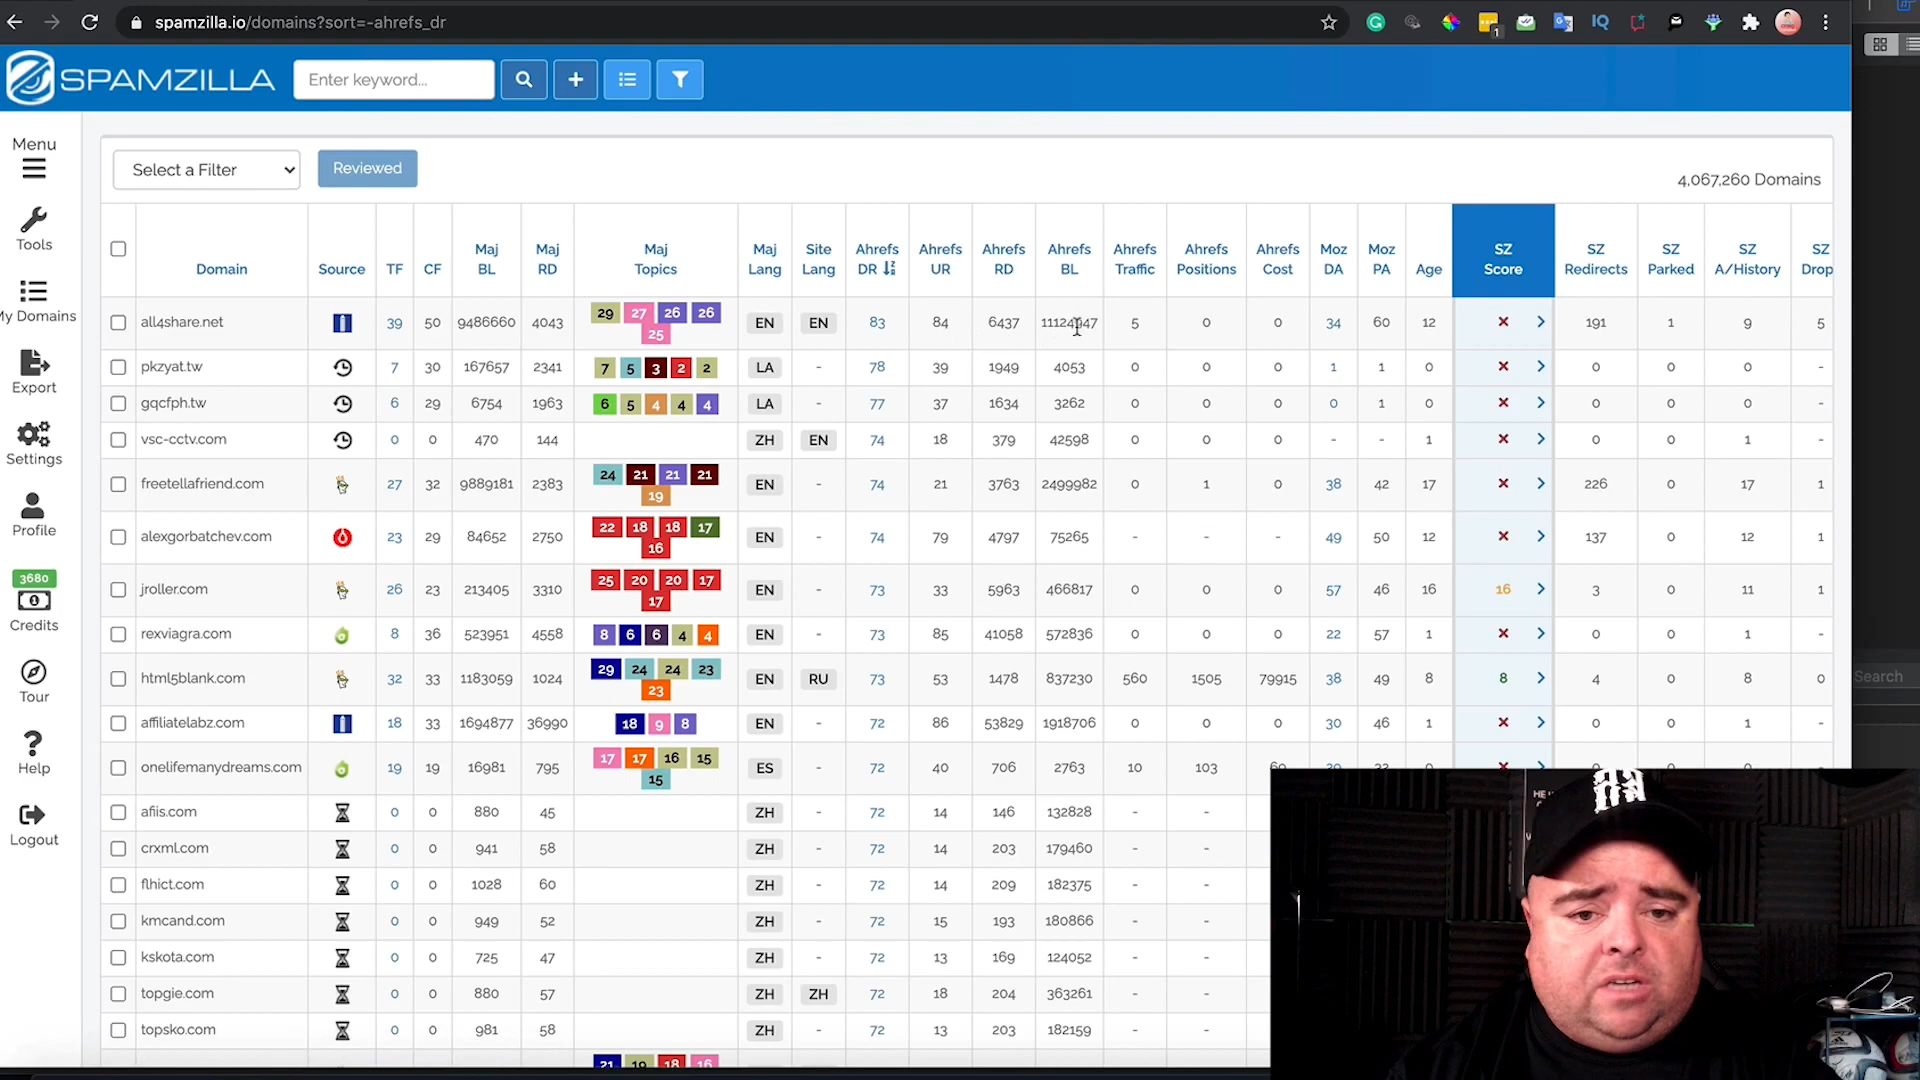 spamzilla.io/domains?sort=-ahrefs_dr
1
IQ
SPAMZILLA
Enter keyword...
Menu
Tools
My Domains
Export
Settings
Profile
3680
Credits
Tour
Help
Logout
Select a Filter
Reviewed
4,067,260 Domains
Domain Source TF CF Maj BL Maj RD Maj Topics Maj Lang Site Lang Ahrefs DR Ahrefs UR Ahrefs RD Ahrefs BL Ahrefs Traffic Ahrefs Positions Ahrefs Cost Moz DA Moz PA Age SZ Score SZ Redirects SZ Parked SZ A/History SZ Drop
all4share.net 39 50 9486660 4043 29 27 26 26 25 EN EN 83 84 6437 5 0 0 34 60 12 191 1 9 5
pkzyat.tw 7 30 167657 2341 7 5 3 2 2 LA - 78 39 1949 4053 0 0 0 1 1 0 0 0 0 -
gqcfph.tw 6 29 6754 1963 6 5 4 4 4 LA - 77 37 1634 3262 0 0 0 0 1 0 0 0 0 -
vsc-cctv.com 0 0 470 144 ZH EN 74 18 379 42598 0 0 0 - - 1 0 0 1 -
freetellafriend.com 27 32 9889181 2383 24 21 21 21 19 EN - 74 21 3763 2499982 0 1 0 38 42 17 226 0 17 1
alexgorbatchev.com 23 29 84652 2750 22 18 18 17 16 EN - 74 79 4797 75265 - - - 49 50 12 137 0 12 1
jroller.com 26 23 213405 3310 25 20 20 17 17 EN - 73 33 5963 466817 0 0 0 57 46 16 16 3 0 11 1
rexviagra.com 8 36 523951 4558 8 6 6 4 4 EN - 73 85 41058 572836 0 0 0 22 57 1 0 0 1 -
html5blank.com 32 33 1183059 1024 29 24 24 23 23 EN RU 73 53 1478 837230 560 1505 79915 38 49 8 8 4 0 8 0
affiliatelabz.com 18 33 1694877 36990 18 9 8 EN - 72 86 53829 1918706 0 0 0 30 46 1 0 0 1 -
onelifemanydreams.com 19 19 16981 795 17 17 16 15 15 ES - 72 40 706 2763 10 103
afiis.com 0 0 880 45 ZH - 72 14 146 132828 - -
crxml.com 0 0 941 58 ZH - 72 14 203 179460 - -
flhict.com 0 0 1028 60 ZH - 72 14 209 182375 - -
kmcand.com 0 0 949 52 ZH - 72 15 193 180866 - -
kskota.com 0 0 725 47 ZH - 72 13 169 124052 - -
topgie.com 0 0 880 57 ZH ZH 72 18 204 363261 - -
topsko.com 0 0 981 58 ZH - 72 13 203 182159 - -
21 19 18 16
Search